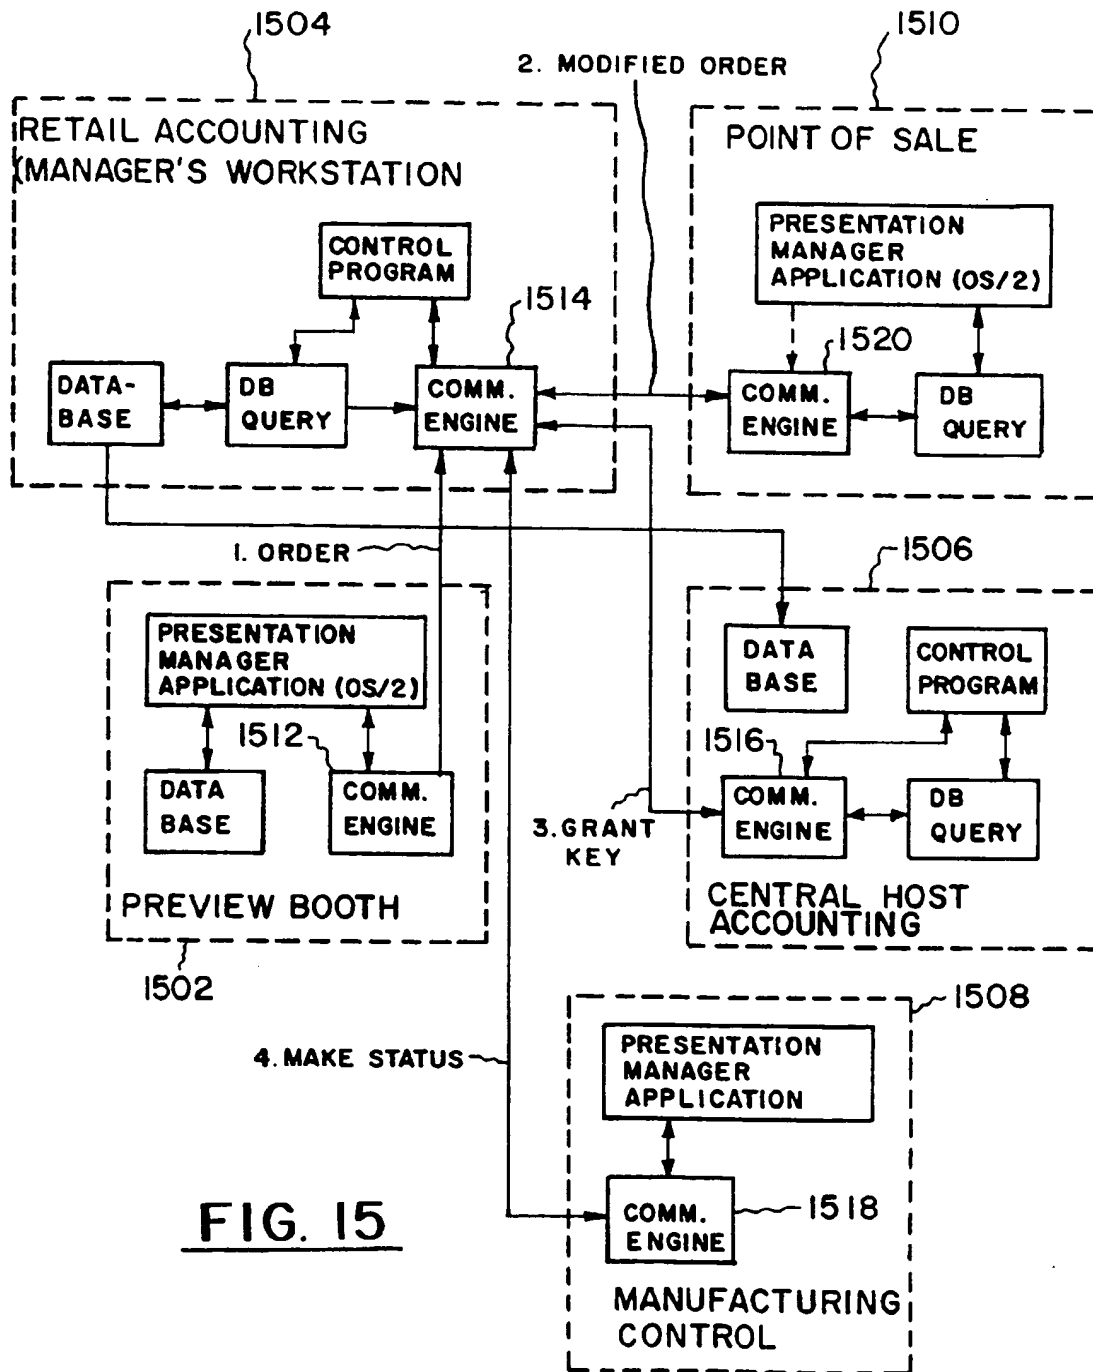 1504
1510
2. MODIFIED ORDER
RETAIL ACCOUNTING
(MANAGER'S WORKSTATION
POINT OF SALE
CONTROL
PROGRAM
1514
PRESENTATION
MANAGER
APPLICATION (OS/2)
1520
DATA-
BASE
DB
QUERY
COMM.
ENGINE
COMM.
ENGINE
DB
QUERY
1. ORDER
1506
PRESENTATION
MANAGER
APPLICATION (OS/2)
DATA
BASE
CONTROL
PROGRAM
1512
1516
DATA
BASE
COMM.
ENGINE
COMM.
ENGINE
DB
QUERY
3. GRANT
KEY
PREVIEW BOOTH
CENTRAL HOST
ACCOUNTING
1502
1508
4. MAKE STATUS
PRESENTATION
MANAGER
APPLICATION
COMM.
ENGINE
1518
FIG. 15
MANUFACTURING
CONTROL